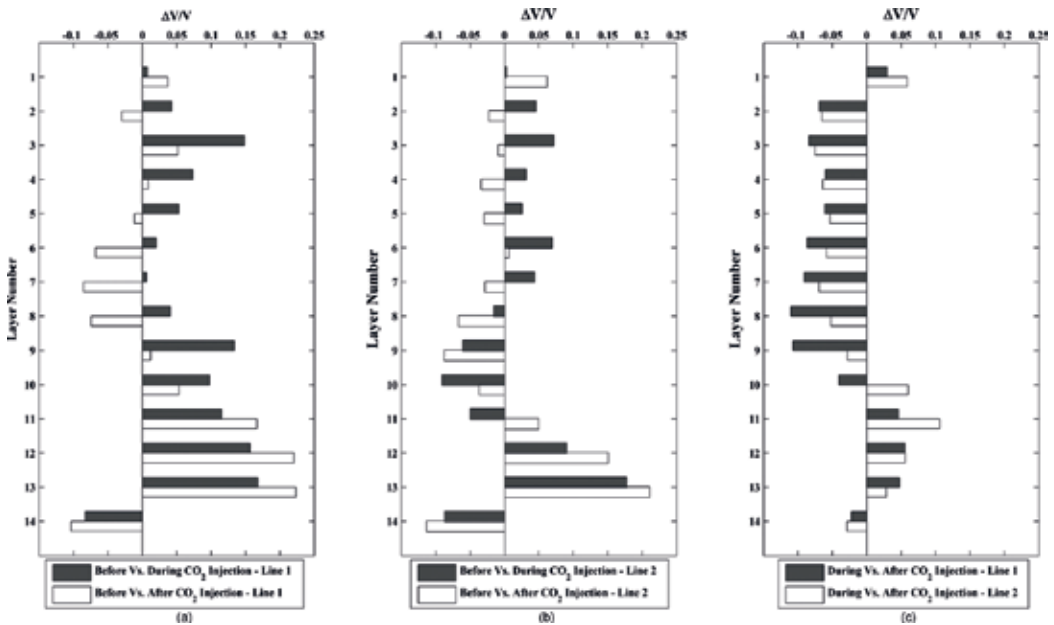 ΔV/V
-0.1 -0.05 0 0.05 0.1 0.15 0.2 0.25
1
2
3
4
5
6
7
8
9
10
11
12
13
14
Layer Number
Before Vs. During CO2 Injection - Line 1
Before Vs. After CO2 Injection - Line 1
(a)
ΔV/V
-0.1 -0.05 0 0.05 0.1 0.15 0.2 0.25
1
2
3
4
5
6
7
8
9
10
11
12
13
14
Layer Number
Before Vs. During CO2 Injection - Line 2
Before Vs. After CO2 Injection - Line 2
(b)
ΔV/V
-0.1 -0.05 0 0.05 0.1 0.15 0.2 0.25
1
2
3
4
5
6
7
8
9
10
11
12
13
14
Layer Number
During Vs. After CO2 Injection - Line 1
During Vs. After CO2 Injection - Line 2
(c)